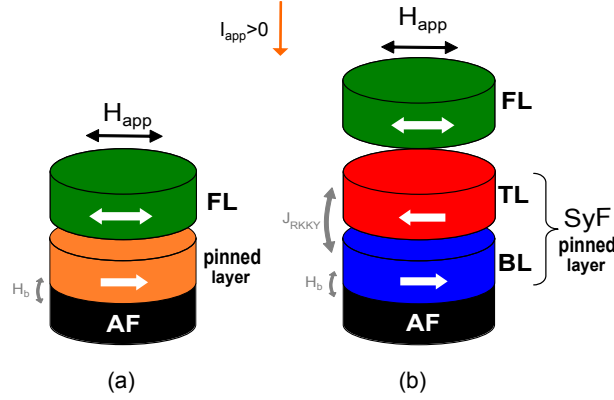 I_app>0
H_app
FL
pinned
layer
H_b
AF
(a)
H_app
FL
TL
J_RKKY
SyF
pinned
layer
BL
H_b
AF
(b)